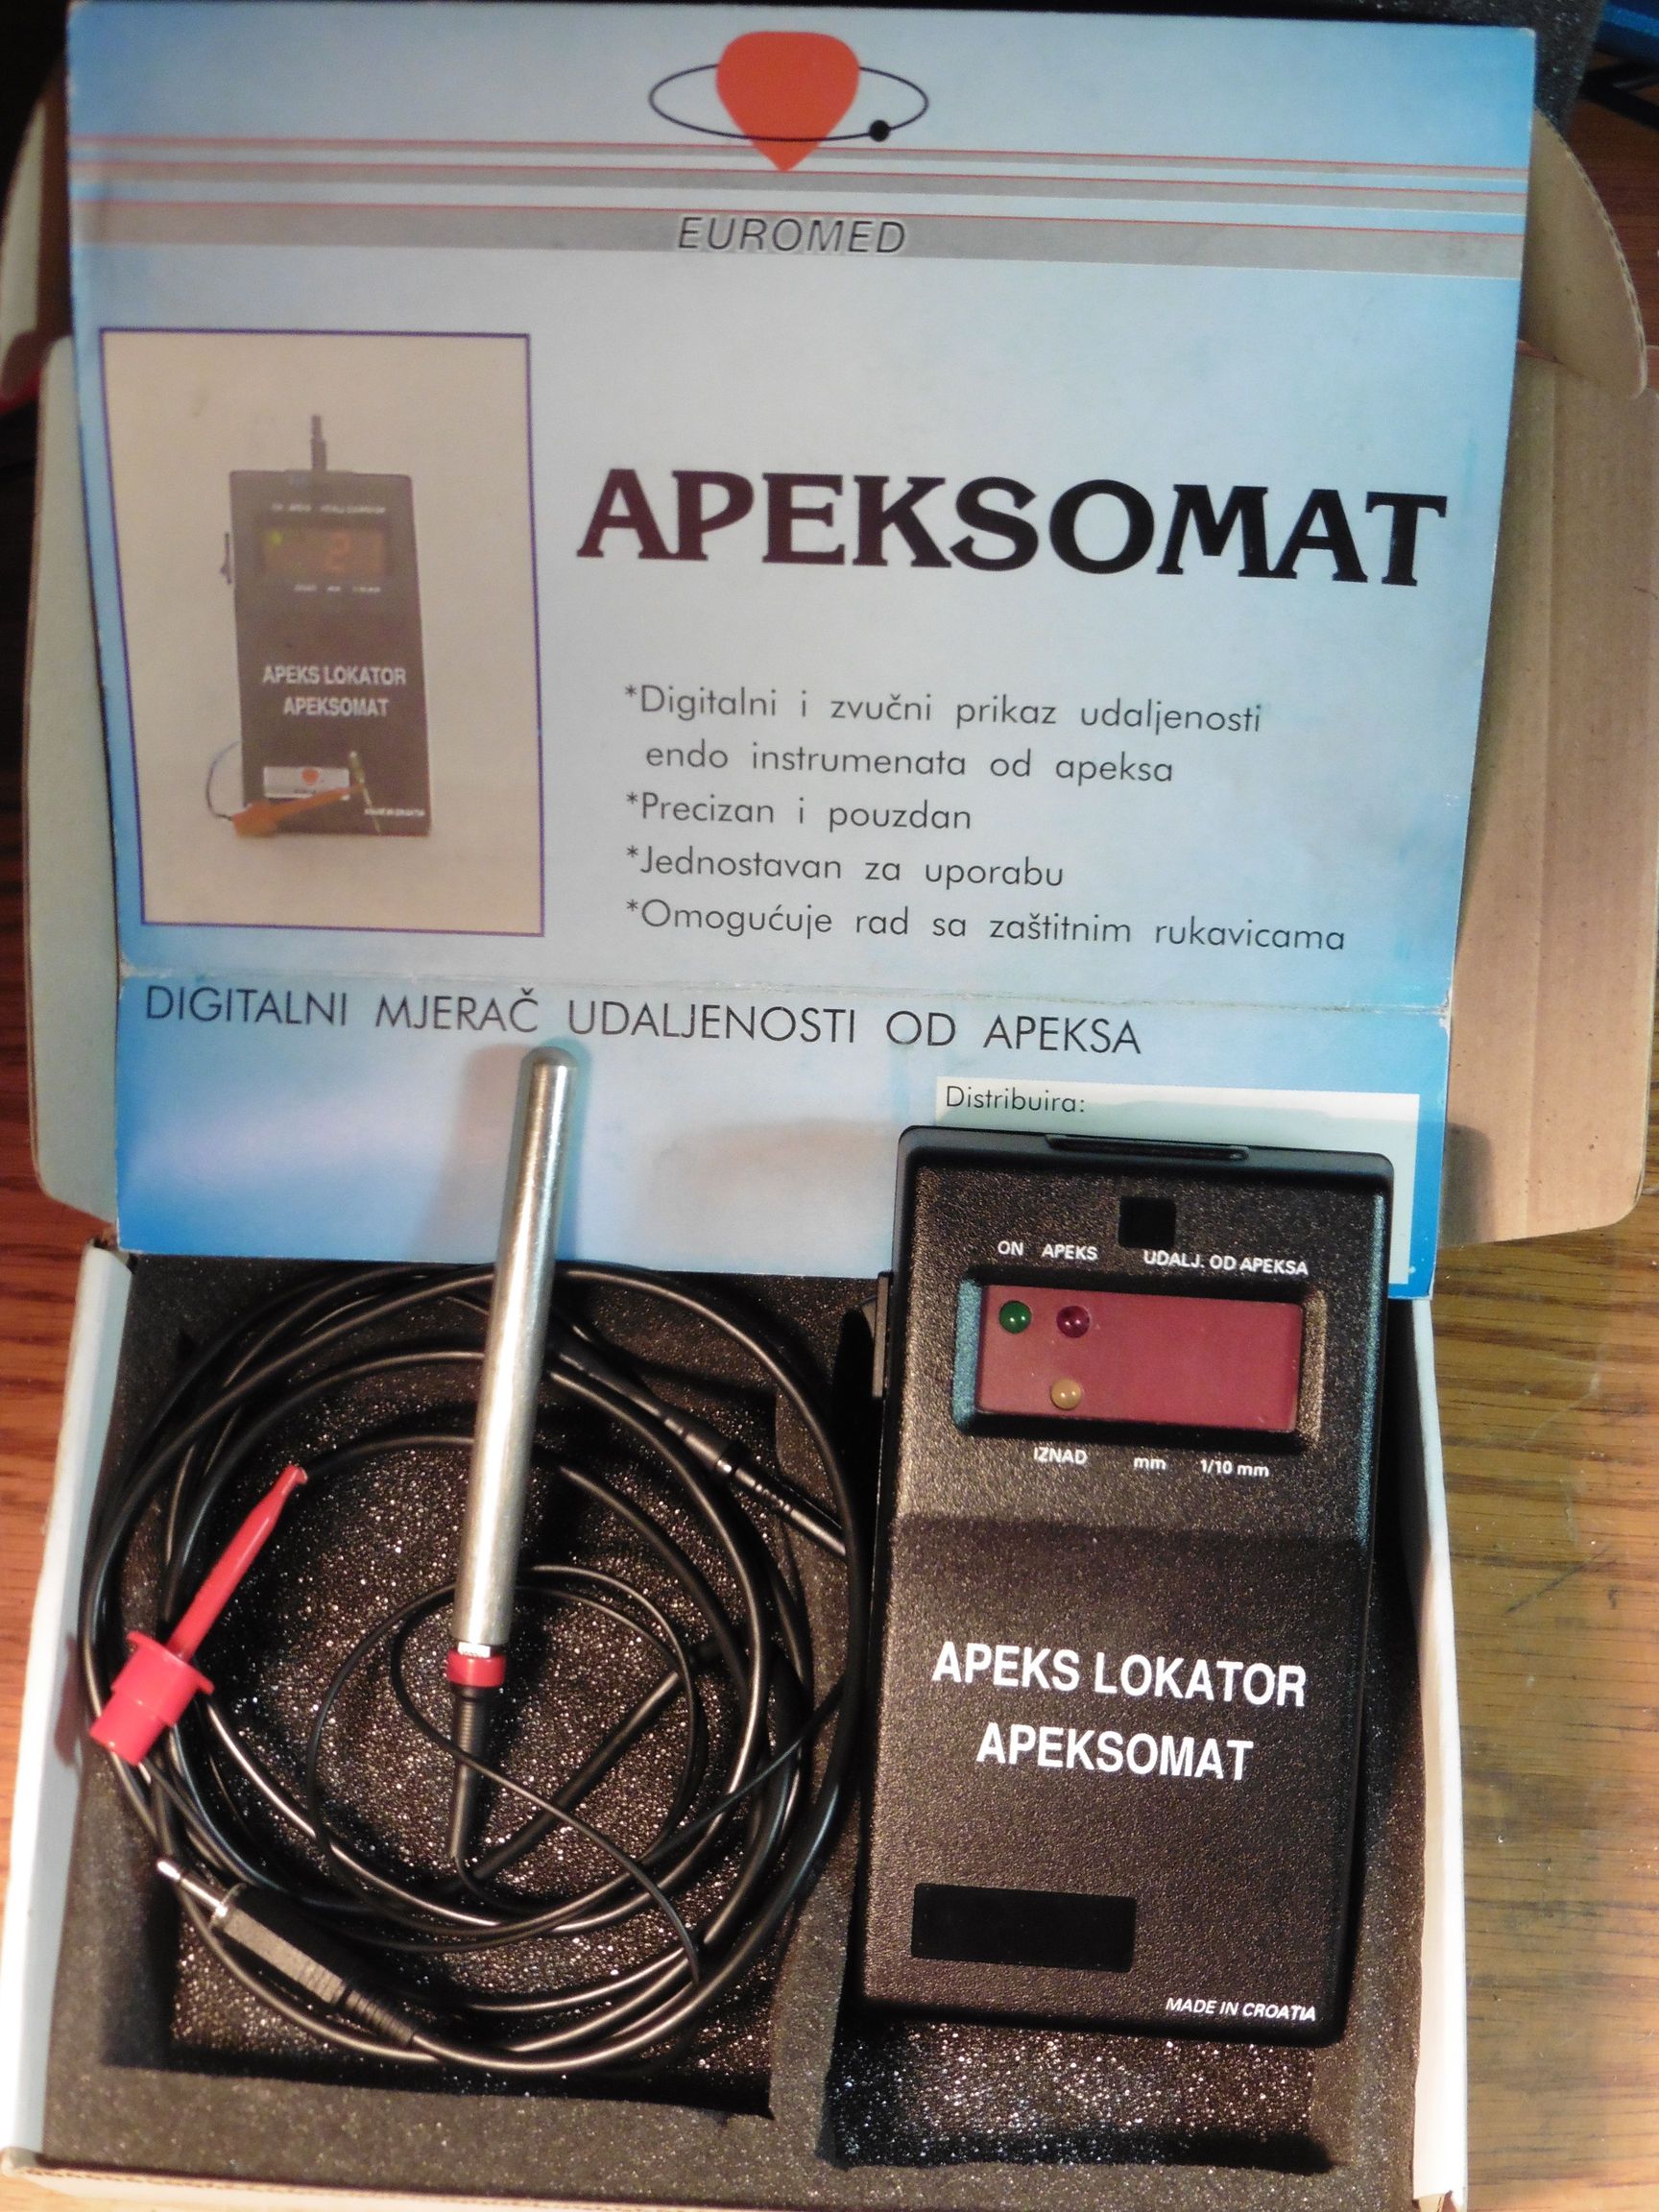 EUROMED
APEKSOMAT
APEKS LOKATOR
APEKSOMAT
*Digitalni i zvučni prikaz udaljenosti
endo instrumenata od apeksa
*Precizan i pouzdan
*Jednostavan za uporabu
*Omogućuje rad sa zaštitnim rukavicama
DIGITALNI MJERAČ UDALJENOSTI OD APEKSA
Distribuira:
ON APEKS UDALJ. OD APEKSA
IZNAD mm 1/10 mm
APEKS LOKATOR
APEKSOMAT
MADE IN CROATIA